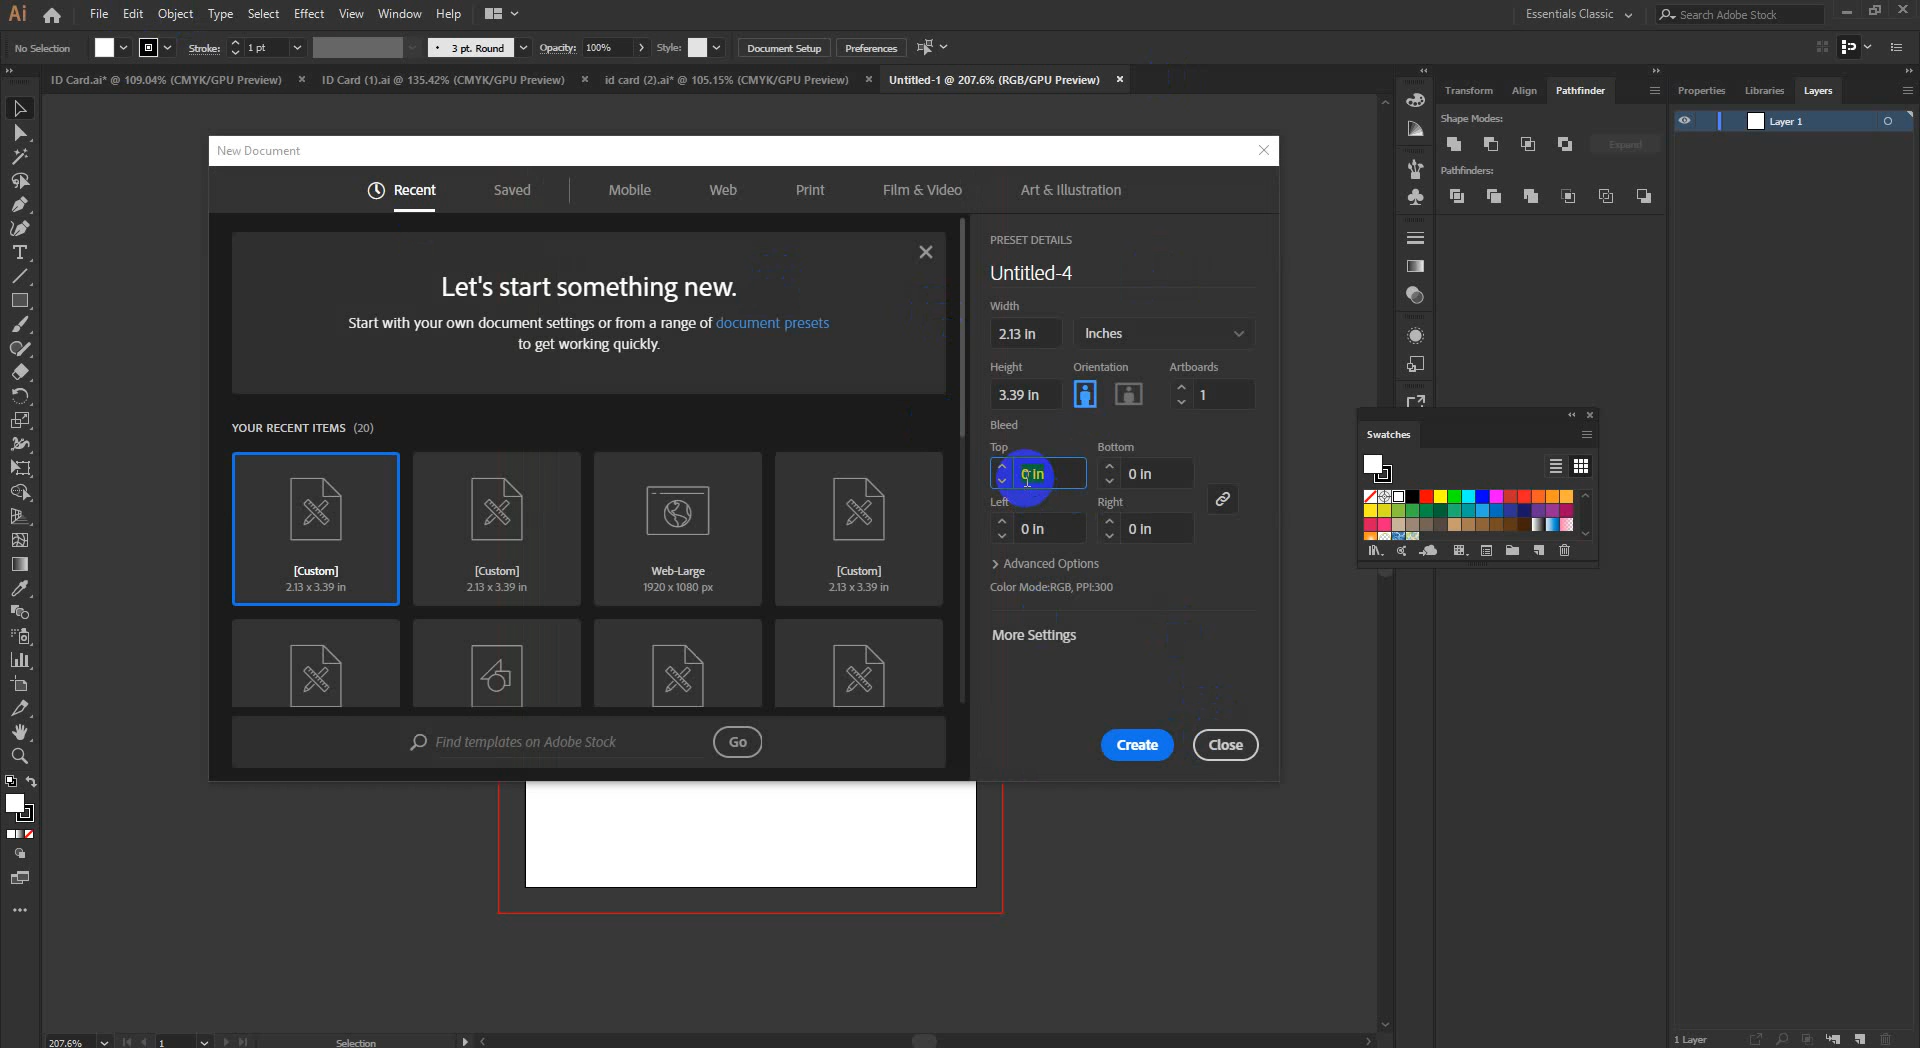 Ai File Edit Object Type Select Effect View Window Help Essentials Classic Search Adobe Stock
No Selection Stroke: 1 pt 3 pt. Round Opacity: 100% Style: Document Setup Preferences
ID Card.ai* @ 109.04% (CMYK/GPU Preview) × ID Card (1).ai @ 135.42% (CMYK/GPU Preview) × id card (2).ai* @ 105.15% (CMYK/GPU Preview) × Untitled-1 @ 207.6% (RGB/GPU Preview) ×
Transform Align Pathfinder
Properties Libraries Layers
Shape Modes:
Layer 1
Expand
Pathfinders:
New Document
Recent Saved Mobile Web Print Film & Video Art & Illustration
Let's start something new.
Start with your own document settings or from a range of document presets
to get working quickly.
YOUR RECENT ITEMS (20)
[Custom]
2.13 x 3.39 in
[Custom]
2.13 x 3.39 in
Web-Large
1920 x 1080 px
[Custom]
2.13 x 3.39 in
Find templates on Adobe Stock Go
PRESET DETAILS
Untitled-4
Width
2.13 in Inches
Height Orientation Artboards
3.39 in 1
Bleed
Top Bottom
0 in 0 in
Left Right
0 in 0 in
> Advanced Options
Color Mode:RGB, PPI:300
More Settings
Create Close
Swatches
207.6% 1 Selection
1 Layer